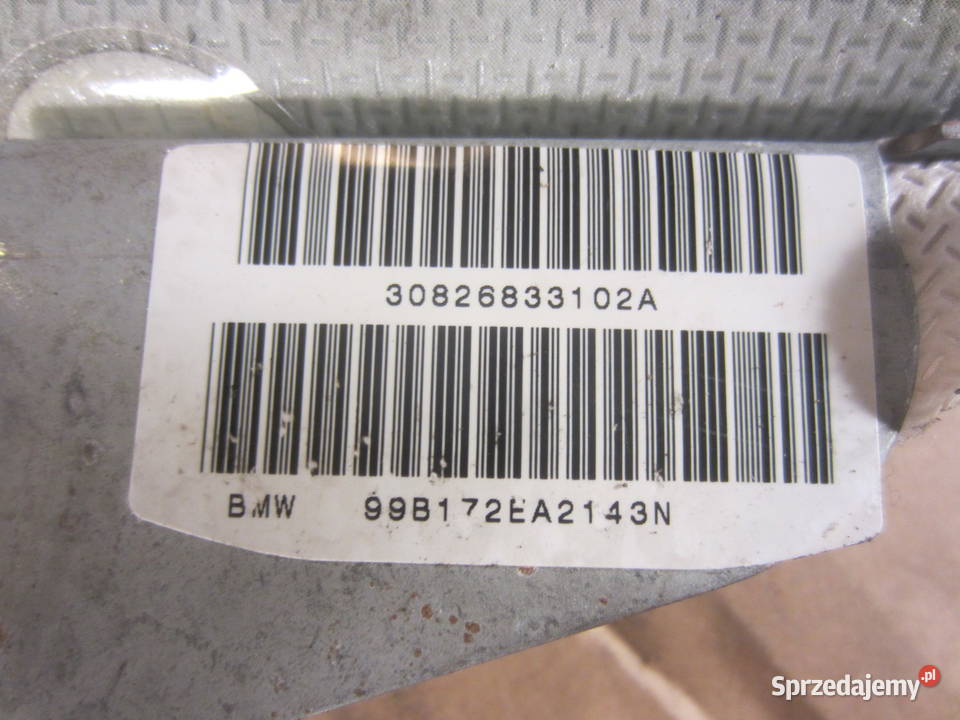 30826833102A
BMW 99B172EA2143N
Sprzedajemy.pl